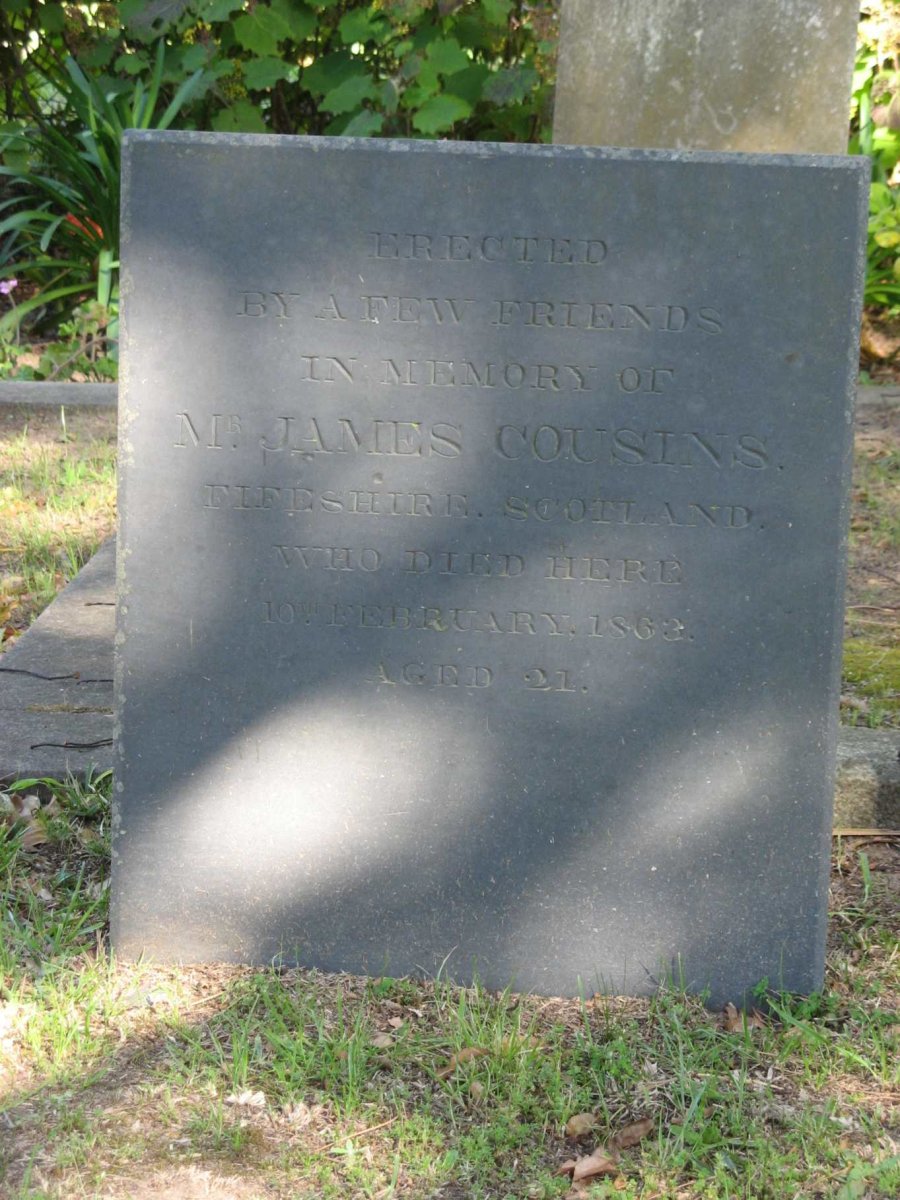 ERECTED
BY A FEW FRIENDS
IN MEMORY OF
MR JAMES COUSINS.
FIFESHIRE. SCOTLAND.
WHO DIED HERE
10TH FEBRUARY, 1863.
AGED 21.